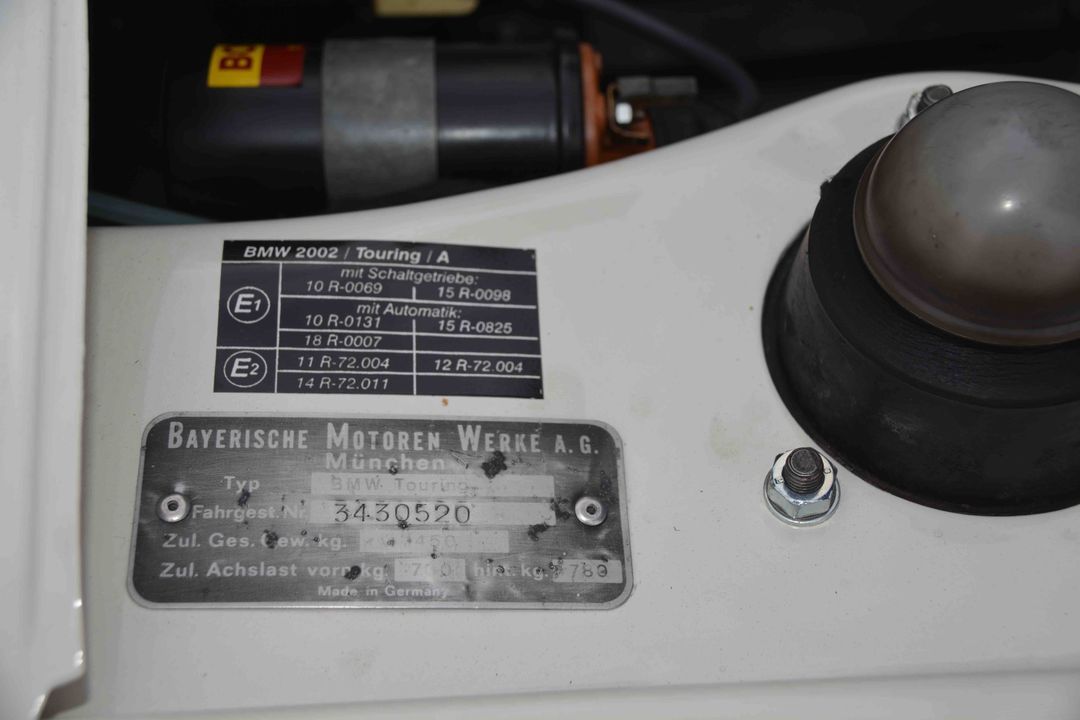 BO
BMW 2002 / Touring / A
mit Schaltgetriebe:
10 R-0069 15 R-0098
E1
mit Automatik:
10 R-0131 15 R-0825
18 R-0007
E2
11 R-72.004 12 R-72.004
14 R-72.011
BAYERISCHE MOTOREN WERKE A.G.
München
Typ BMW Touring
Fahrgest. Nr. 3430520
Zul. Ges. Gew. kg.
Zul. Achslast vorn kg. hint. kg. 780
Made in Germany